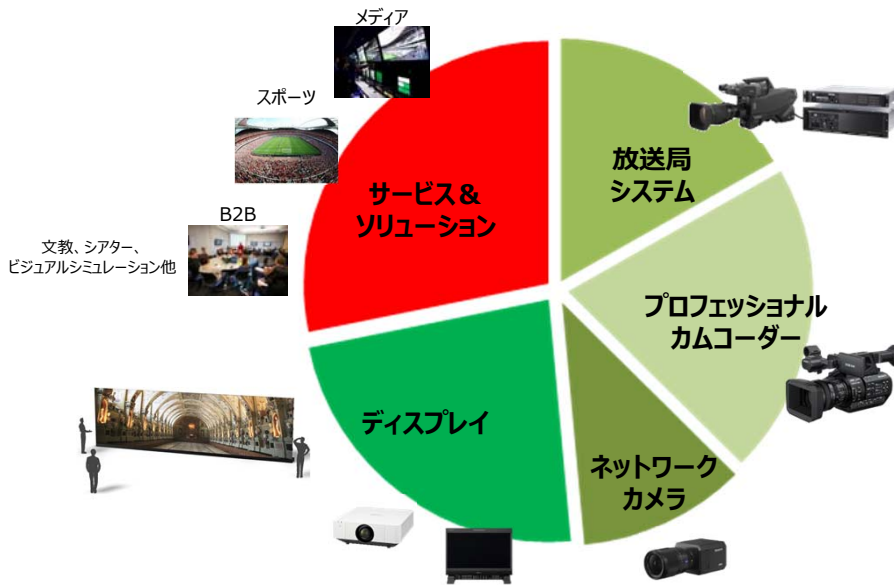 メディア
スポーツ
B2B
文教、シアター、
ビジュアルシミュレーション他
サービス＆
ソリューション
放送局
システム
プロフェッショナル
カムコーダー
ディスプレイ
ネットワーク
カメラ